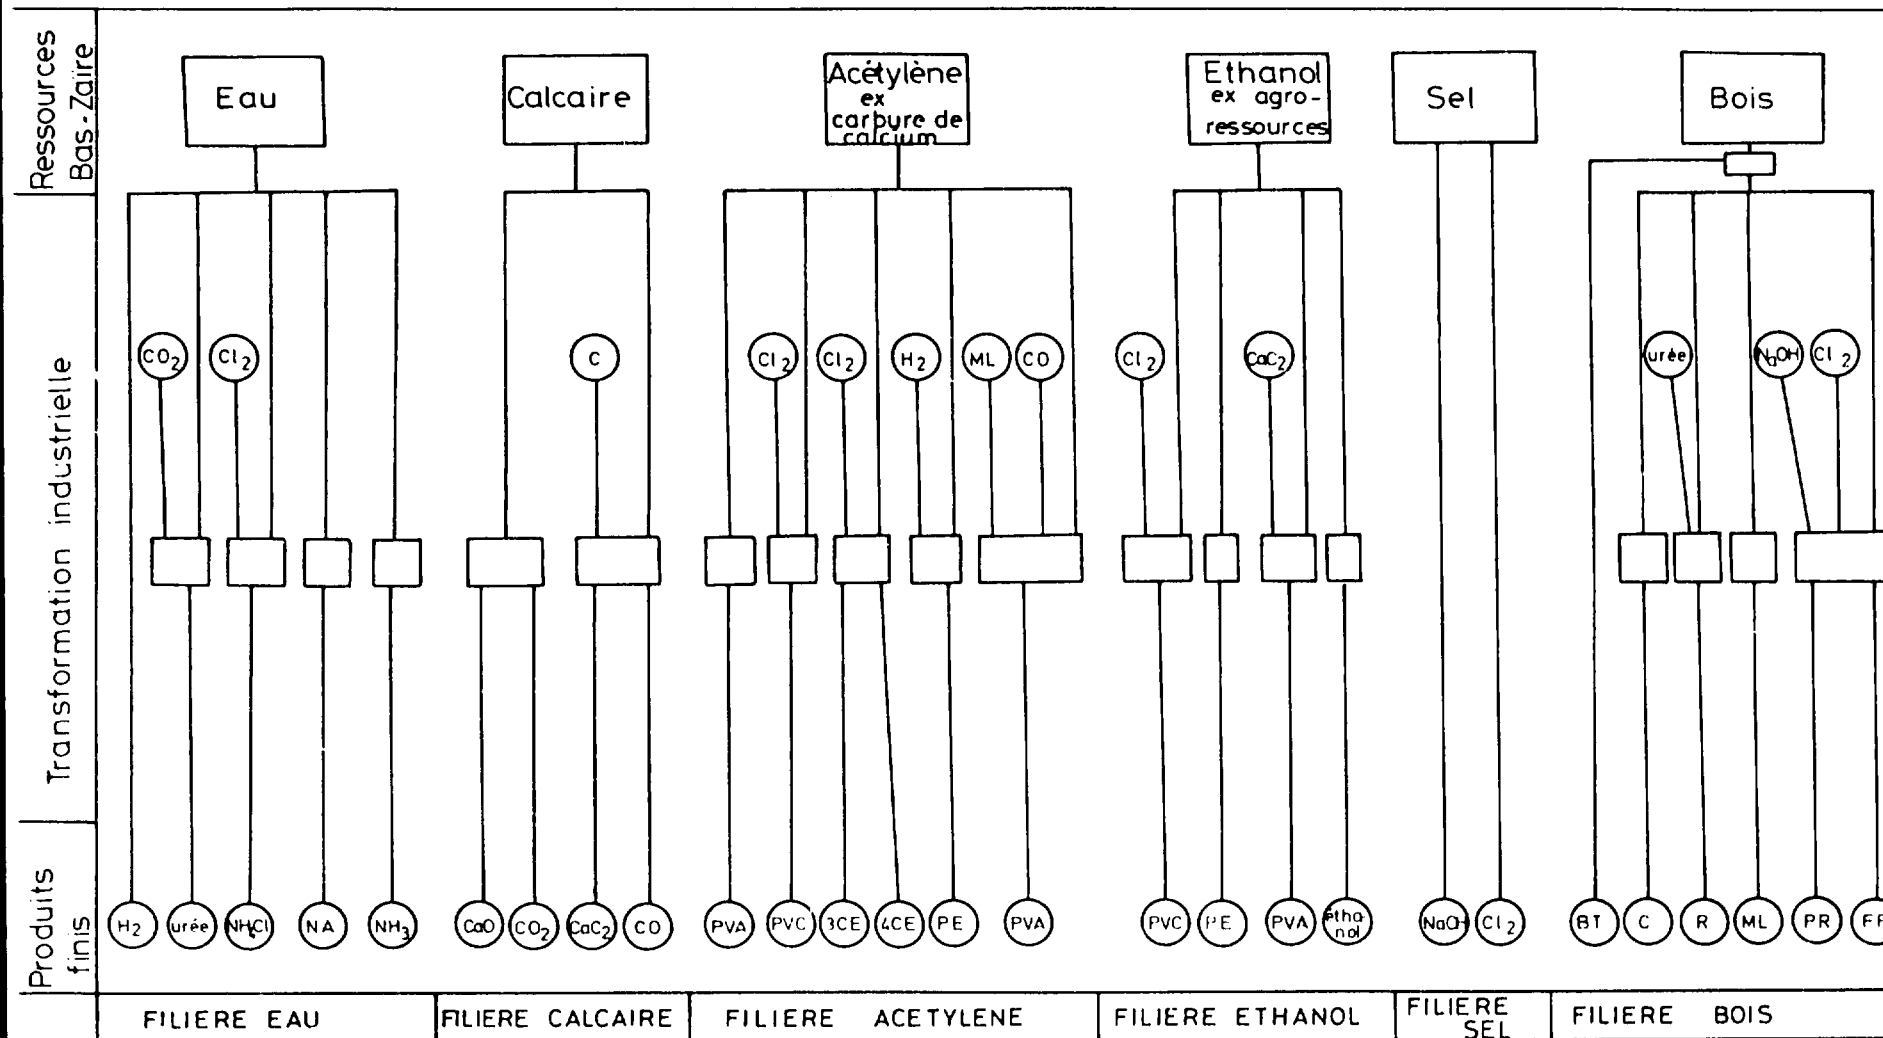 Ressources
Bas-Zaïre
Eau
Calcaire
Acétylène
ex
carbure de
calcium
Ethanol
ex agro-
ressources
Sel
Bois
Transformation industrielle
CO2
Cl2
C
Cl2
Cl2
H2
ML
CO
Cl2
CaC2
urée
NaOH
Cl2
Produits
finis
H2
urée
NH4Cl
NA
NH3
CaO
CO2
CaC2
CO
PVA
PVC
3CE
4CE
PE
PVA
PVC
PE
PVA
étha-
nol
NaOH
Cl2
BT
C
R
ML
PR
FILIERE EAU
FILIERE CALCAIRE
FILIERE ACETYLENE
FILIERE ETHANOL
FILIERE
SEL
FILIERE BOIS